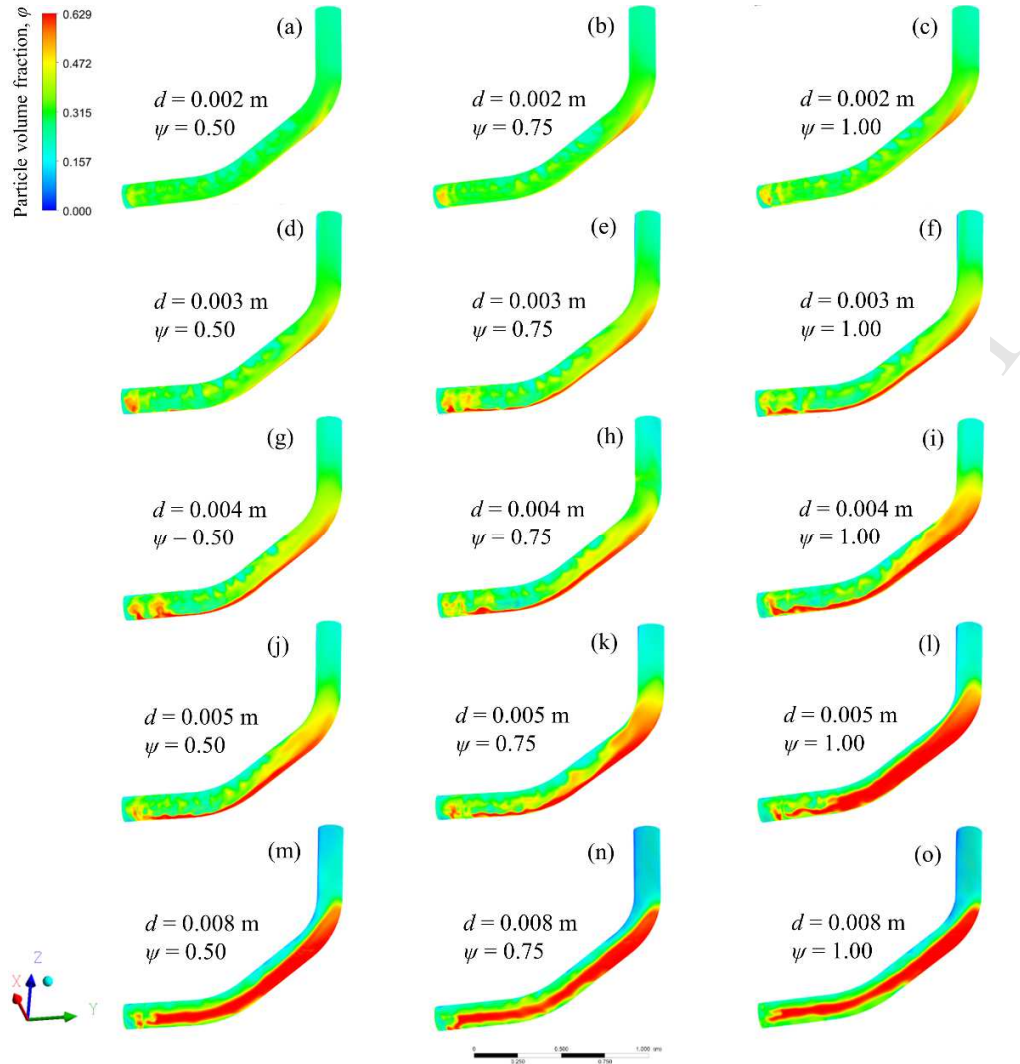 Particle volume fraction, φ
0.629
0.472
0.315
0.157
0.000
(a)
d = 0.002 m
ψ = 0.50
(b)
d = 0.002 m
ψ = 0.75
(c)
d = 0.002 m
ψ = 1.00
(d)
d = 0.003 m
ψ = 0.50
(e)
d = 0.003 m
ψ = 0.75
(f)
d = 0.003 m
ψ = 1.00
(g)
d = 0.004 m
ψ – 0.50
(h)
d = 0.004 m
ψ – 0.75
(i)
d = 0.004 m
ψ = 1.00
(j)
d = 0.005 m
ψ = 0.50
(k)
d = 0.005 m
ψ = 0.75
(l)
d = 0.005 m
ψ = 1.00
(m)
d = 0.008 m
ψ = 0.50
(n)
d = 0.008 m
ψ = 0.75
(o)
d = 0.008 m
ψ = 1.00
Z
X
Y
0.500 1.000 (m)
0.250 0.750